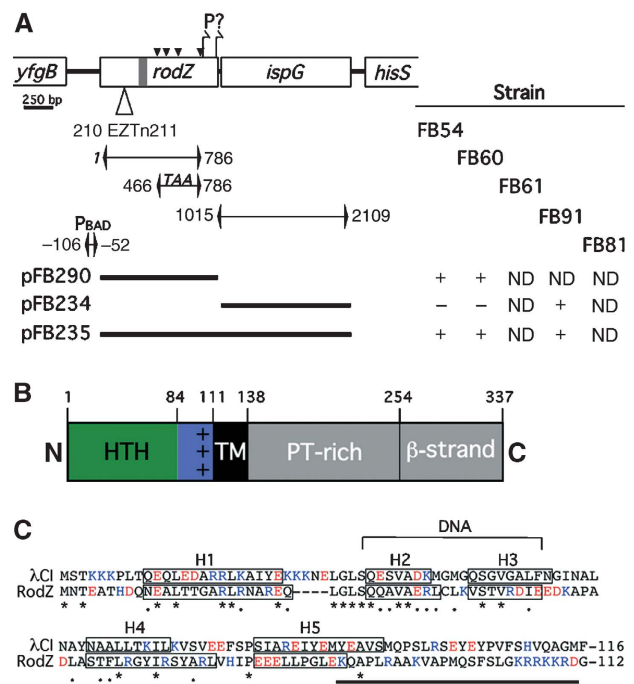 A
P?
yfgB rodZ ispG hisS
250 bp
Strain
210 EZTn211
FB54
1 786
FB60
466 TAA 786
FB61
1015 2109
FB91
PBAD
−106 −52
FB81
pFB290 + + ND ND ND
pFB234 − − ND + ND
pFB235 + + ND + ND
B
1 84 111 138 254 337
N HTH + + + TM PT-rich β-strand C
C
DNA
H1 H2 H3
λCI MSTKKKPLTQEQLEDARRLKAIYEKKKNELGLSQESVADKMGMGQSGVGALFNGINAL
RodZ MNTEATHDQNEALTTGARLRNAREQ----LGLSQQAVAERLCLKVSTVRDIEEDKAPA
H4 H5
λCI NAYNAALLTKILKVSVEEFSPSIAREIYEMYEAVSMQPSLRSEYEYPVFSHVQAGMF-116
RodZ DLASTFLRGYIRSYARLVHIPEEELLPGLEKQAPLRAAKVAPMQSFSLGKRRKKRD-112